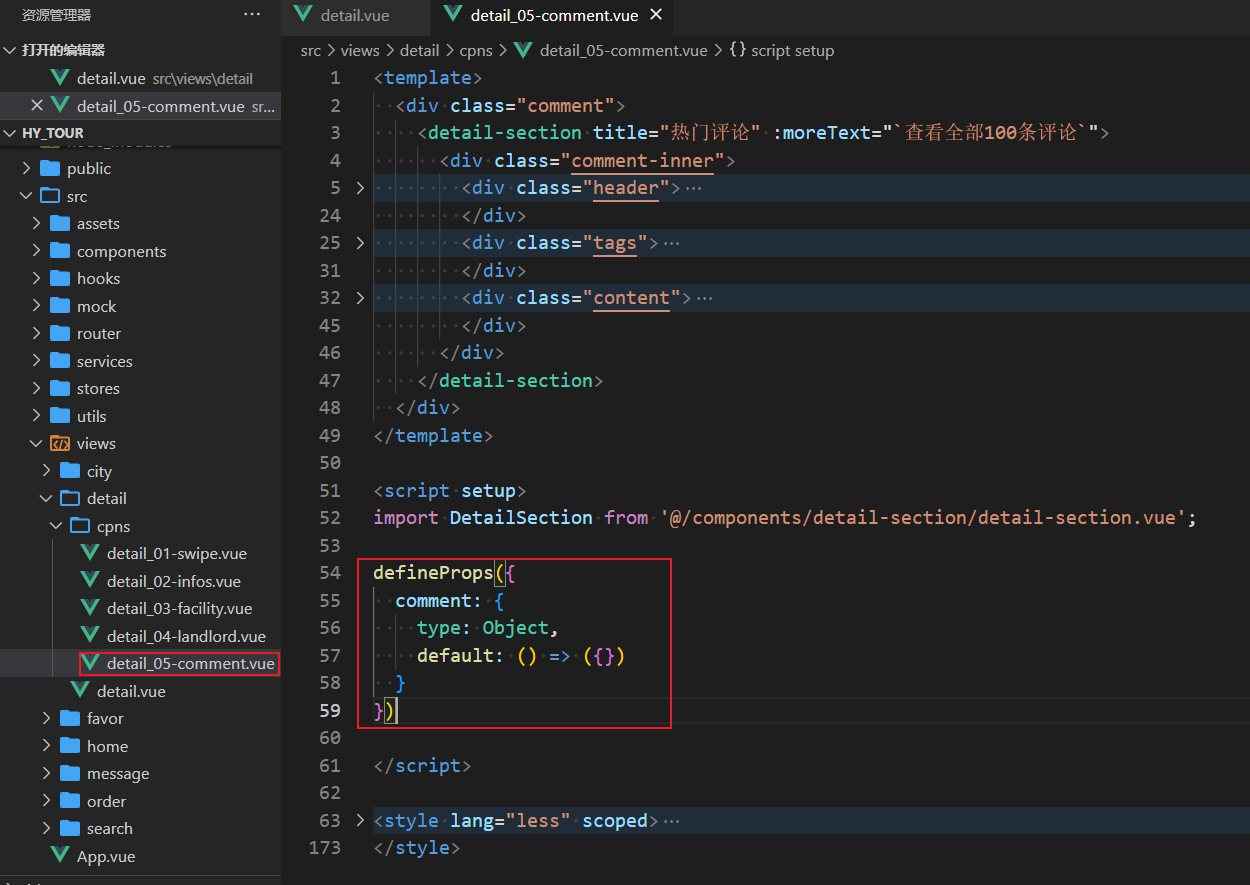 资源管理器
打开的编辑器
detail.vue src\views\detail
detail_05-comment.vue sr...
HY_TOUR
public
src
assets
components
hooks
mock
router
services
stores
utils
views
city
detail
cpns
detail_01-swipe.vue
detail_02-infos.vue
detail_03-facility.vue
detail_04-landlord.vue
detail_05-comment.vue
detail.vue
favor
home
message
order
search
App.vue
detail.vue
detail_05-comment.vue
src > views > detail > cpns > detail_05-comment.vue > {} script setup
1 <template>
2 <div class="comment">
3 <detail-section title="热门评论" :moreText="`查看全部100条评论`">
4 <div class="comment-inner">
5 <div class="header">...
24 </div>
25 <div class="tags">...
31 </div>
32 <div class="content">...
45 </div>
46 </div>
47 </detail-section>
48 </div>
49 </template>
50
51 <script setup>
52 import DetailSection from '@/components/detail-section/detail-section.vue';
53
54 defineProps({
55 comment: {
56 type: Object,
57 default: () => ({})
58 }
59 })
60
61 </script>
62
63 <style lang="less" scoped>...
173 </style>